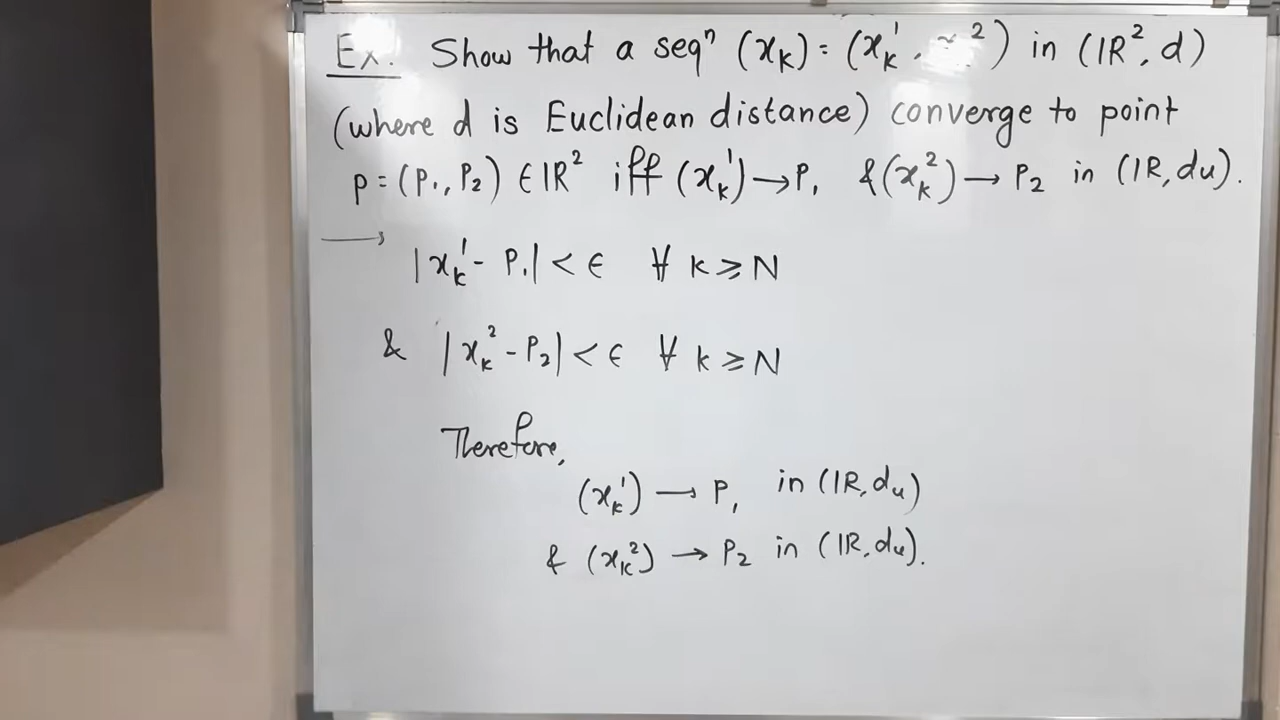 Ex. Show that a seqⁿ (xₖ) = (xₖ¹, ²) in (ℝ², d)
(where d is Euclidean distance) converge to point
p = (P₁, P₂) ∈ ℝ² iff (xₖ¹) → P₁ & (xₖ²) → P₂ in (ℝ, du).
→ |xₖ¹ - P₁| < ϵ ∀ k ≥ N
& |xₖ² - P₂| < ϵ ∀ k ≥ N
Therefore,
(xₖ¹) → P₁ in (ℝ, dᵤ)
& (xₖ²) → P₂ in (ℝ, dᵤ).